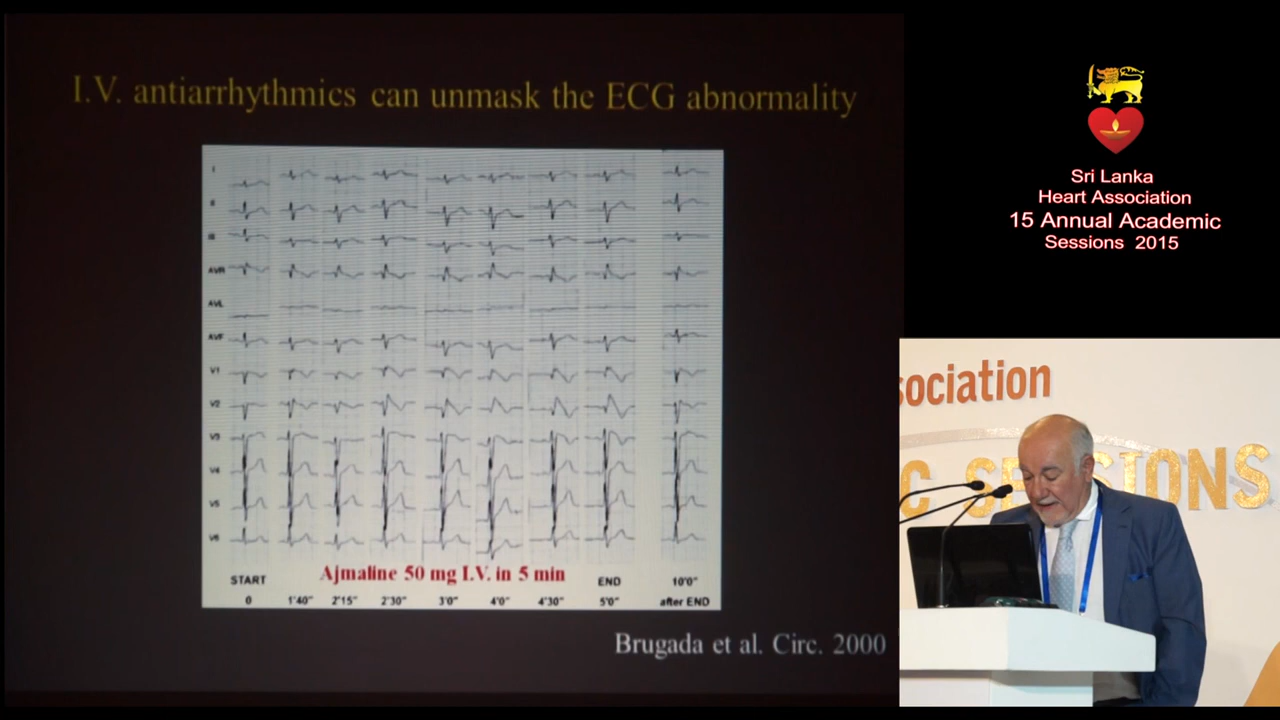 I.V. antiarrhythmics can unmask the ECG abnormality
I
II
III
AVR
AVL
AVF
V1
V2
V3
V4
V5
V6
START
Ajmaline 50 mg I.V. in 5 min
END
10'0"
0
1'40"
2'15"
2'30"
3'0"
4'0"
4'30"
5'0"
after END
Brugada et al. Circ. 2000
Sri Lanka
Heart Association
15 Annual Academic
Sessions 2015
sociation
C SESSIONS